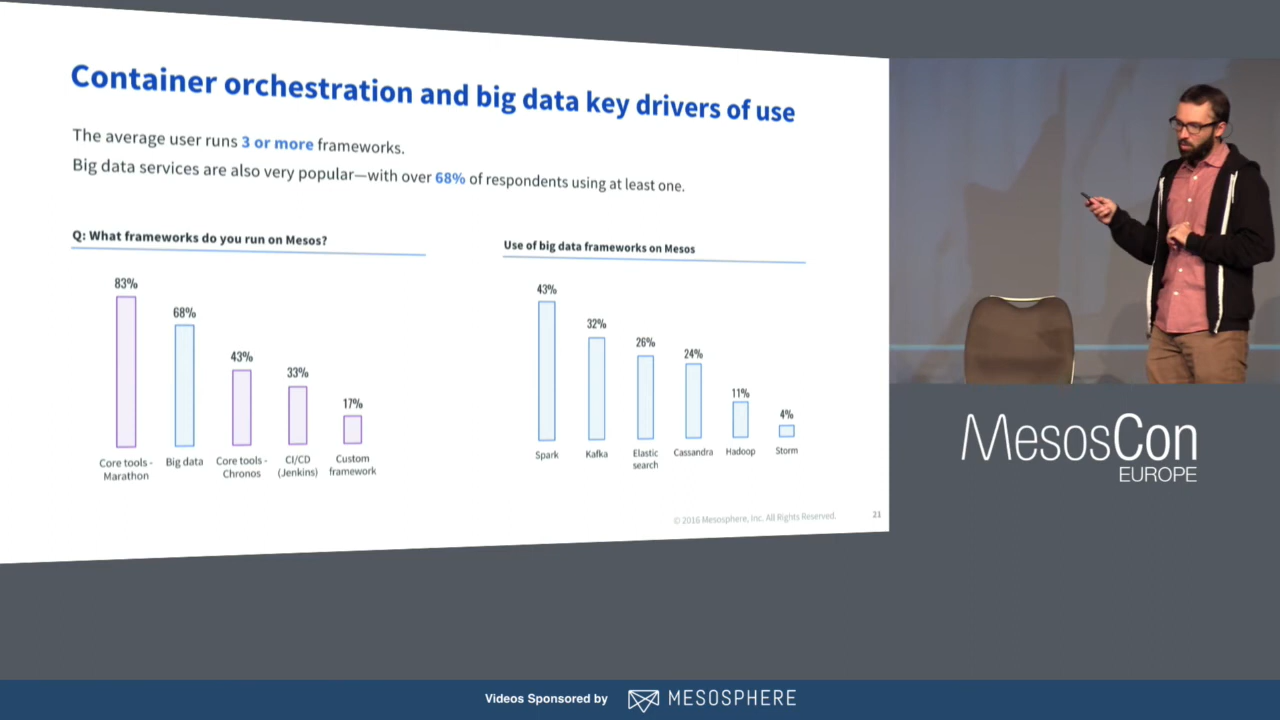 Container orchestration and big data key drivers of use
The average user runs 3 or more frameworks.
Big data services are also very popular—with over 68% of respondents using at least one.
Q: What frameworks do you run on Mesos?
83%
68%
43%
33%
17%
Core tools -
Marathon
Big data
Core tools -
Chronos
CI/CD
(Jenkins)
Custom
framework
Use of big data frameworks on Mesos
43%
32%
26%
24%
11%
4%
Spark
Kafka
Elastic
search
Cassandra
Hadoop
Storm
© 2016 Mesosphere, Inc. All Rights Reserved.
21
MesosCon
EUROPE
Videos Sponsored by
MESOSPHERE